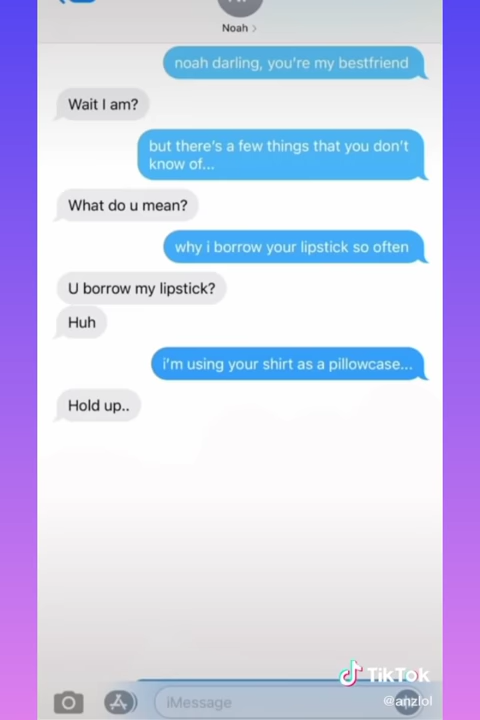 Noah
noah darling, you're my bestfriend
Wait I am?
but there's a few things that you don't
know of...
What do u mean?
why i borrow your lipstick so often
U borrow my lipstick?
Huh
i'm using your shirt as a pillowcase...
Hold up..
TikTok
iMessage
@anzlol